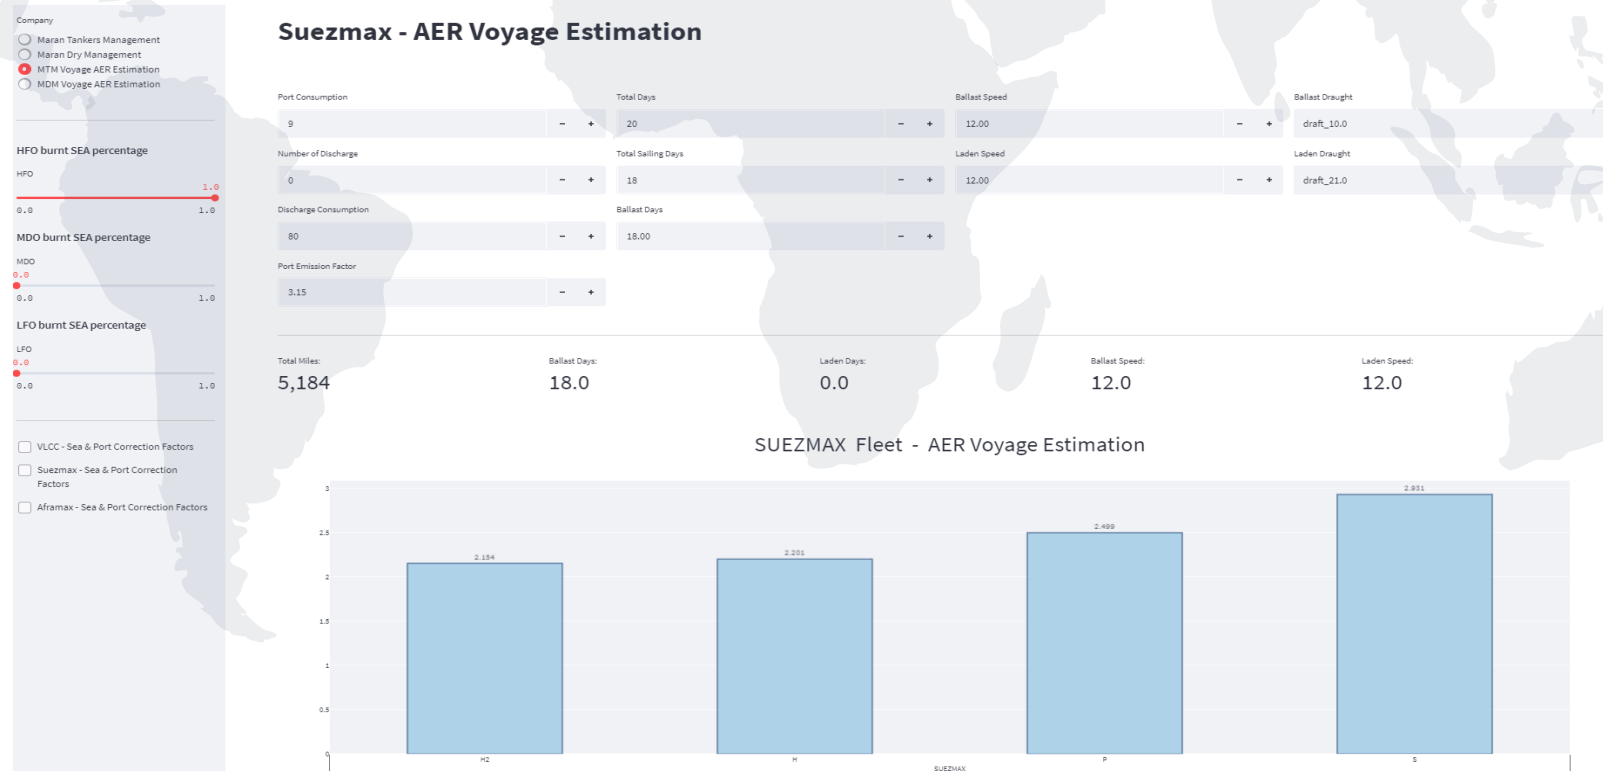 Company
Maran Tankers Management
Maran Dry Management
MTM Voyage AER Estimation
MDM Voyage AER Estimation
HFO burnt SEA percentage
HFO
1.0
0.0 1.0
MDO burnt SEA percentage
MDO
0.0
0.0 1.0
LFO burnt SEA percentage
LFO
0.0
0.0 1.0
VLCC - Sea & Port Correction Factors
Suezmax - Sea & Port Correction
Factors
Aframax - Sea & Port Correction Factors
Suezmax - AER Voyage Estimation
Port Consumption Total Days Ballast Speed Ballast Draught
9 - + 20 - + 12.00 - + draft_10.0
Number of Discharge Total Sailing Days Laden Speed Laden Draught
0 - + 18 - + 12.00 - + draft_21.0
Discharge Consumption Ballast Days
80 - + 18.00 - +
Port Emission Factor
3.15 - +
Total Miles: Ballast Days: Laden Days: Ballast Speed: Laden Speed:
5,184 18.0 0.0 12.0 12.0
SUEZMAX Fleet - AER Voyage Estimation
3
2.5
2
1.5
1
0.5
0
2.154 2.201 2.499 2.931
H2 H P S
SUEZMAX